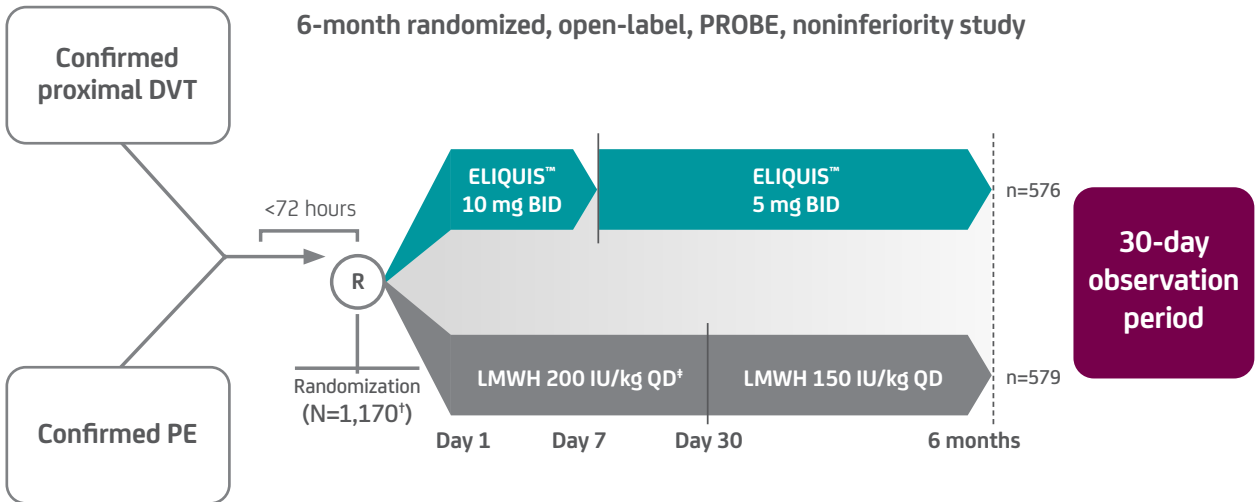 6-month randomized, open-label, PROBE, noninferiority study
Confirmed
proximal DVT
<72 hours
R
Randomization
(N=1,170†)
Confirmed PE
ELIQUIS™
10 mg BID
ELIQUIS™
5 mg BID
n=576
LMWH 200 IU/kg QD‡
LMWH 150 IU/kg QD
n=579
Day 1
Day 7
Day 30
6 months
30-day
observation
period